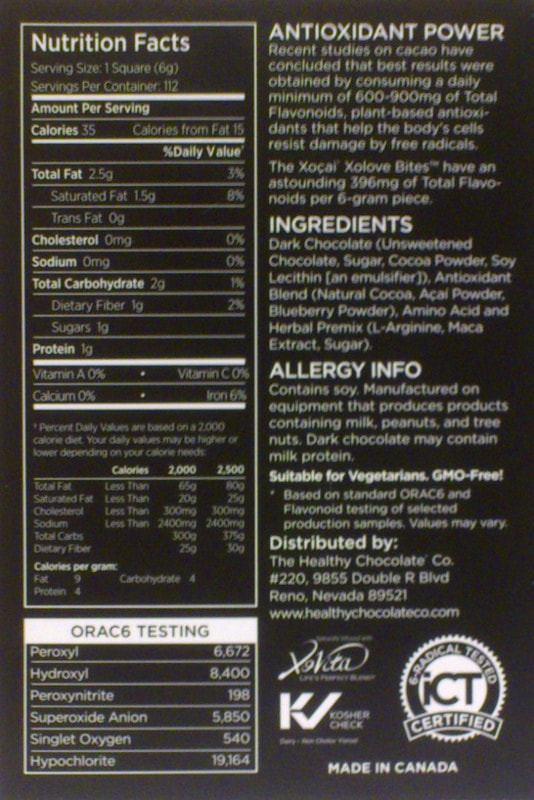 Nutrition Facts
Serving Size: 1 Square (6g)
Servings Per Container: 112
Amount Per Serving
Calories 35 Calories from Fat 15
%Daily Value*
Total Fat 2.5g 3%
Saturated Fat 1.5g 8%
Trans Fat 0g
Cholesterol 0mg 0%
Sodium 0mg 0%
Total Carbohydrate 2g 1%
Dietary Fiber 1g 2%
Sugars 1g
Protein 1g
Vitamin A 0% • Vitamin C 0%
Calcium 0% • Iron 6%
* Percent Daily Values are based on a 2,000
calorie diet. Your daily values may be higher or
lower depending on your calorie needs:
Calories 2,000 2,500
Total Fat Less Than 65g 80g
Saturated Fat Less Than 20g 25g
Cholesterol Less Than 300mg 300mg
Sodium Less Than 2400mg 2400mg
Total Carbs 300g 375g
Dietary Fiber 25g 30g
Calories per gram:
Fat 9 Carbohydrate 4
Protein 4
ORAC6 TESTING
Peroxyl 6,672
Hydroxyl 8,400
Peroxynitrite 198
Superoxide Anion 5,850
Singlet Oxygen 540
Hypochlorite 19,164
ANTIOXIDANT POWER
Recent studies on cacao have
concluded that best results were
obtained by consuming a daily
minimum of 600-900mg of Total
Flavonoids, plant-based antioxi-
dants that help the body's cells
resist damage by free radicals.
The Xoçai® Xolove Bites™ have an
astounding 396mg of Total Flavo-
noids per 6-gram piece.
INGREDIENTS
Dark Chocolate (Unsweetened
Chocolate, Sugar, Cocoa Powder, Soy
Lecithin [an emulsifier]), Antioxidant
Blend (Natural Cocoa, Açai Powder,
Blueberry Powder), Amino Acid and
Herbal Premix (L-Arginine, Maca
Extract, Sugar).
ALLERGY INFO
Contains soy. Manufactured on
equipment that produces products
containing milk, peanuts, and tree
nuts. Dark chocolate may contain
milk protein.
Suitable for Vegetarians. GMO-Free!
* Based on standard ORAC6 and
Flavonoid testing of selected
production samples. Values may vary.
Distributed by:
The Healthy Chocolate® Co.
#220, 9855 Double R Blvd
Reno, Nevada 89521
www.healthychocolateco.com
Naturally Infused with
XoVita
LIFE'S PERFECT BLEND
KOSHER
CHECK
Dairy - Non Cholov Yisroel
6-RADICAL TESTED
iCT
CERTIFIED
MADE IN CANADA